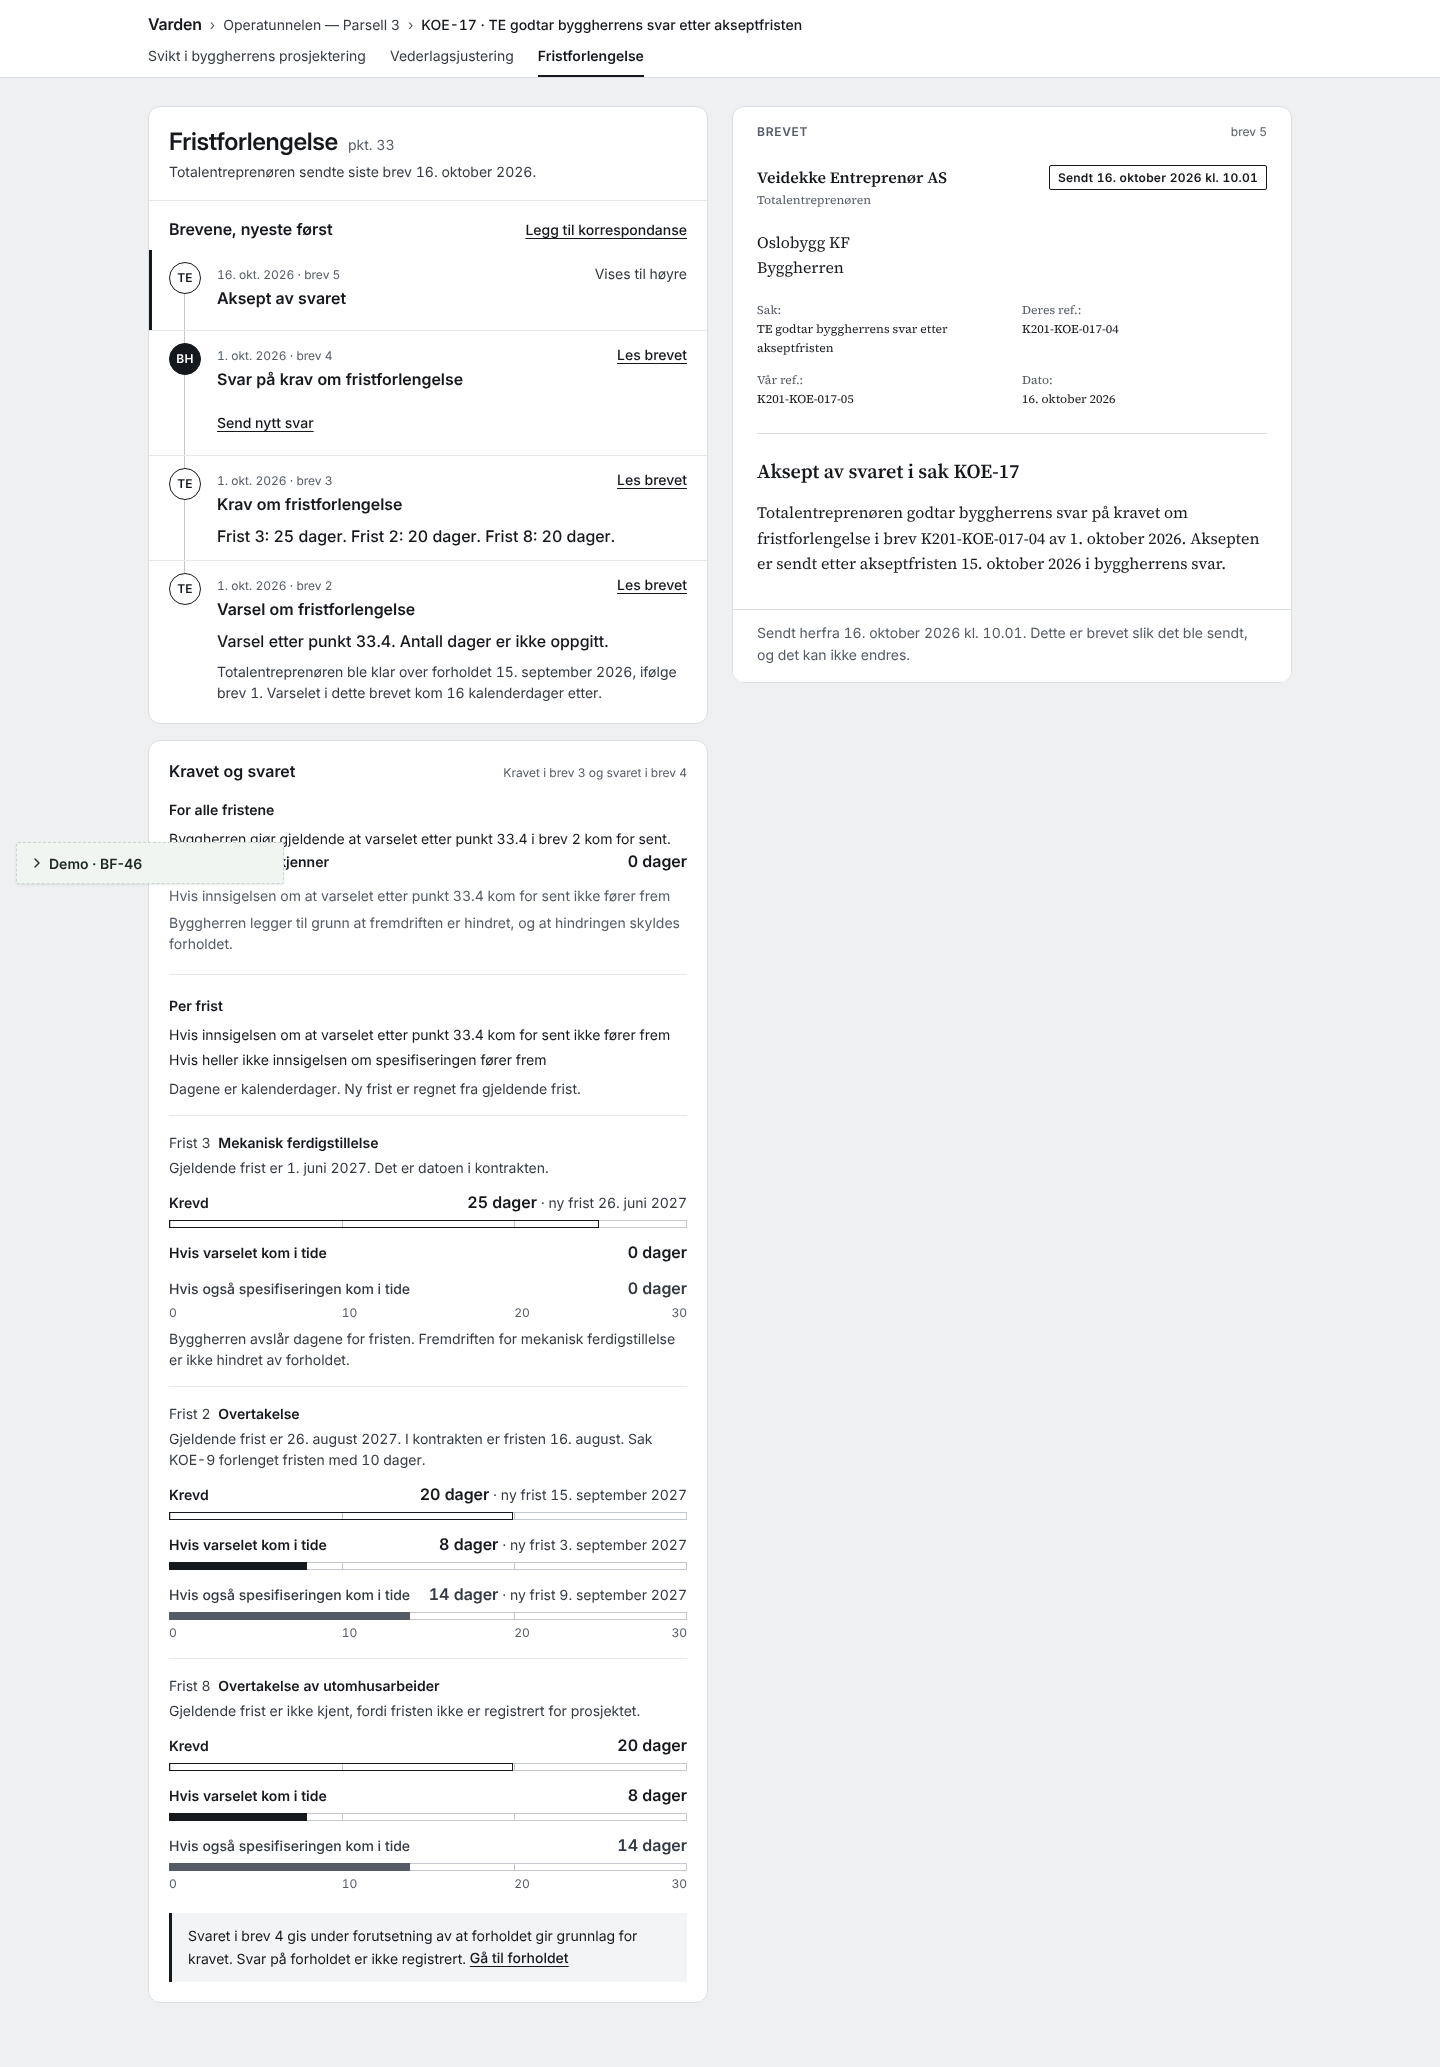 Varden › Operatunnelen — Parsell 3 › KOE-17 · TE godtar byggherrens svar etter akseptfristen
Svikt i byggherrens prosjektering Vederlagsjustering Fristforlengelse
Fristforlengelse pkt. 33
Totalentreprenøren sendte siste brev 16. oktober 2026.
Brevene, nyeste først Legg til korrespondanse
TE 16. okt. 2026 · brev 5 Vises til høyre
Aksept av svaret
BH 1. okt. 2026 · brev 4 Les brevet
Svar på krav om fristforlengelse
Send nytt svar
TE 1. okt. 2026 · brev 3 Les brevet
Krav om fristforlengelse
Frist 3: 25 dager. Frist 2: 20 dager. Frist 8: 20 dager.
TE 1. okt. 2026 · brev 2 Les brevet
Varsel om fristforlengelse
Varsel etter punkt 33.4. Antall dager er ikke oppgitt.
Totalentreprenøren ble klar over forholdet 15. september 2026, ifølge
brev 1. Varselet i dette brevet kom 16 kalenderdager etter.
BREVET brev 5
Veidekke Entreprenør AS Sendt 16. oktober 2026 kl. 10.01
Totalentreprenøren
Oslobygg KF
Byggherren
Sak: Deres ref.:
TE godtar byggherrens svar etter K201-KOE-017-04
akseptfristen
Vår ref.: Dato:
K201-KOE-017-05 16. oktober 2026
Aksept av svaret i sak KOE-17
Totalentreprenøren godtar byggherrens svar på kravet om
fristforlengelse i brev K201-KOE-017-04 av 1. oktober 2026. Aksepten
er sendt etter akseptfristen 15. oktober 2026 i byggherrens svar.
Sendt herfra 16. oktober 2026 kl. 10.01. Dette er brevet slik det ble sendt,
og det kan ikke endres.
Kravet og svaret Kravet i brev 3 og svaret i brev 4
For alle fristene
Byggherren gjør gjeldende at varselet etter punkt 33.4 i brev 2 kom for sent.
Demo · BF-46
kjenner 0 dager
Hvis innsigelsen om at varselet etter punkt 33.4 kom for sent ikke fører frem
Byggherren legger til grunn at fremdriften er hindret, og at hindringen skyldes
forholdet.
Per frist
Hvis innsigelsen om at varselet etter punkt 33.4 kom for sent ikke fører frem
Hvis heller ikke innsigelsen om spesifiseringen fører frem
Dagene er kalenderdager. Ny frist er regnet fra gjeldende frist.
Frist 3 Mekanisk ferdigstillelse
Gjeldende frist er 1. juni 2027. Det er datoen i kontrakten.
Krevd 25 dager · ny frist 26. juni 2027
Hvis varselet kom i tide 0 dager
Hvis også spesifiseringen kom i tide 0 dager
0 10 20 30
Byggherren avslår dagene for fristen. Fremdriften for mekanisk ferdigstillelse
er ikke hindret av forholdet.
Frist 2 Overtakelse
Gjeldende frist er 26. august 2027. I kontrakten er fristen 16. august. Sak
KOE-9 forlenget fristen med 10 dager.
Krevd 20 dager · ny frist 15. september 2027
Hvis varselet kom i tide 8 dager · ny frist 3. september 2027
Hvis også spesifiseringen kom i tide 14 dager · ny frist 9. september 2027
0 10 20 30
Frist 8 Overtakelse av utomhusarbeider
Gjeldende frist er ikke kjent, fordi fristen ikke er registrert for prosjektet.
Krevd 20 dager
Hvis varselet kom i tide 8 dager
Hvis også spesifiseringen kom i tide 14 dager
0 10 20 30
Svaret i brev 4 gis under forutsetning av at forholdet gir grunnlag for
kravet. Svar på forholdet er ikke registrert. Gå til forholdet